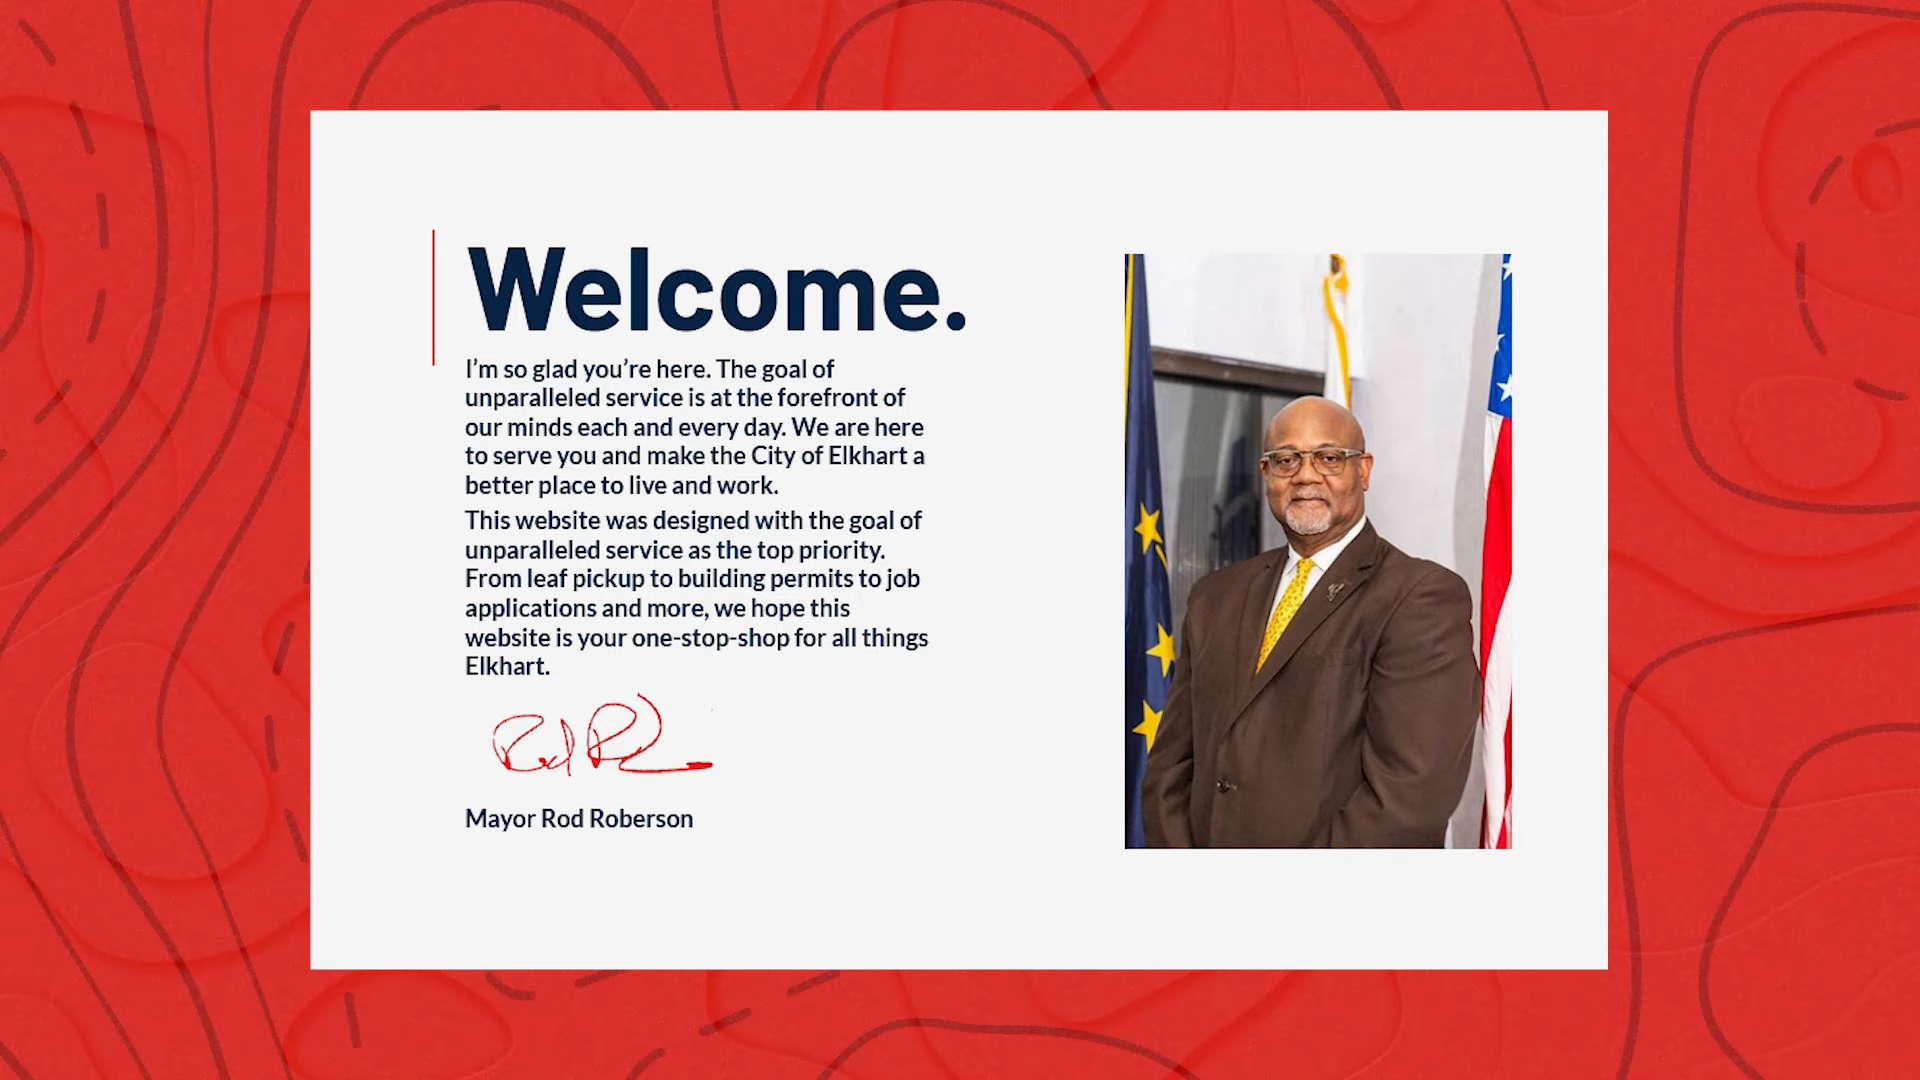 Welcome.
I’m so glad you’re here. The goal of
unparalleled service is at the forefront of
our minds each and every day. We are here
to serve you and make the City of Elkhart a
better place to live and work.
This website was designed with the goal of
unparalleled service as the top priority.
From leaf pickup to building permits to job
applications and more, we hope this
website is your one-stop-shop for all things
Elkhart.
Mayor Rod Roberson